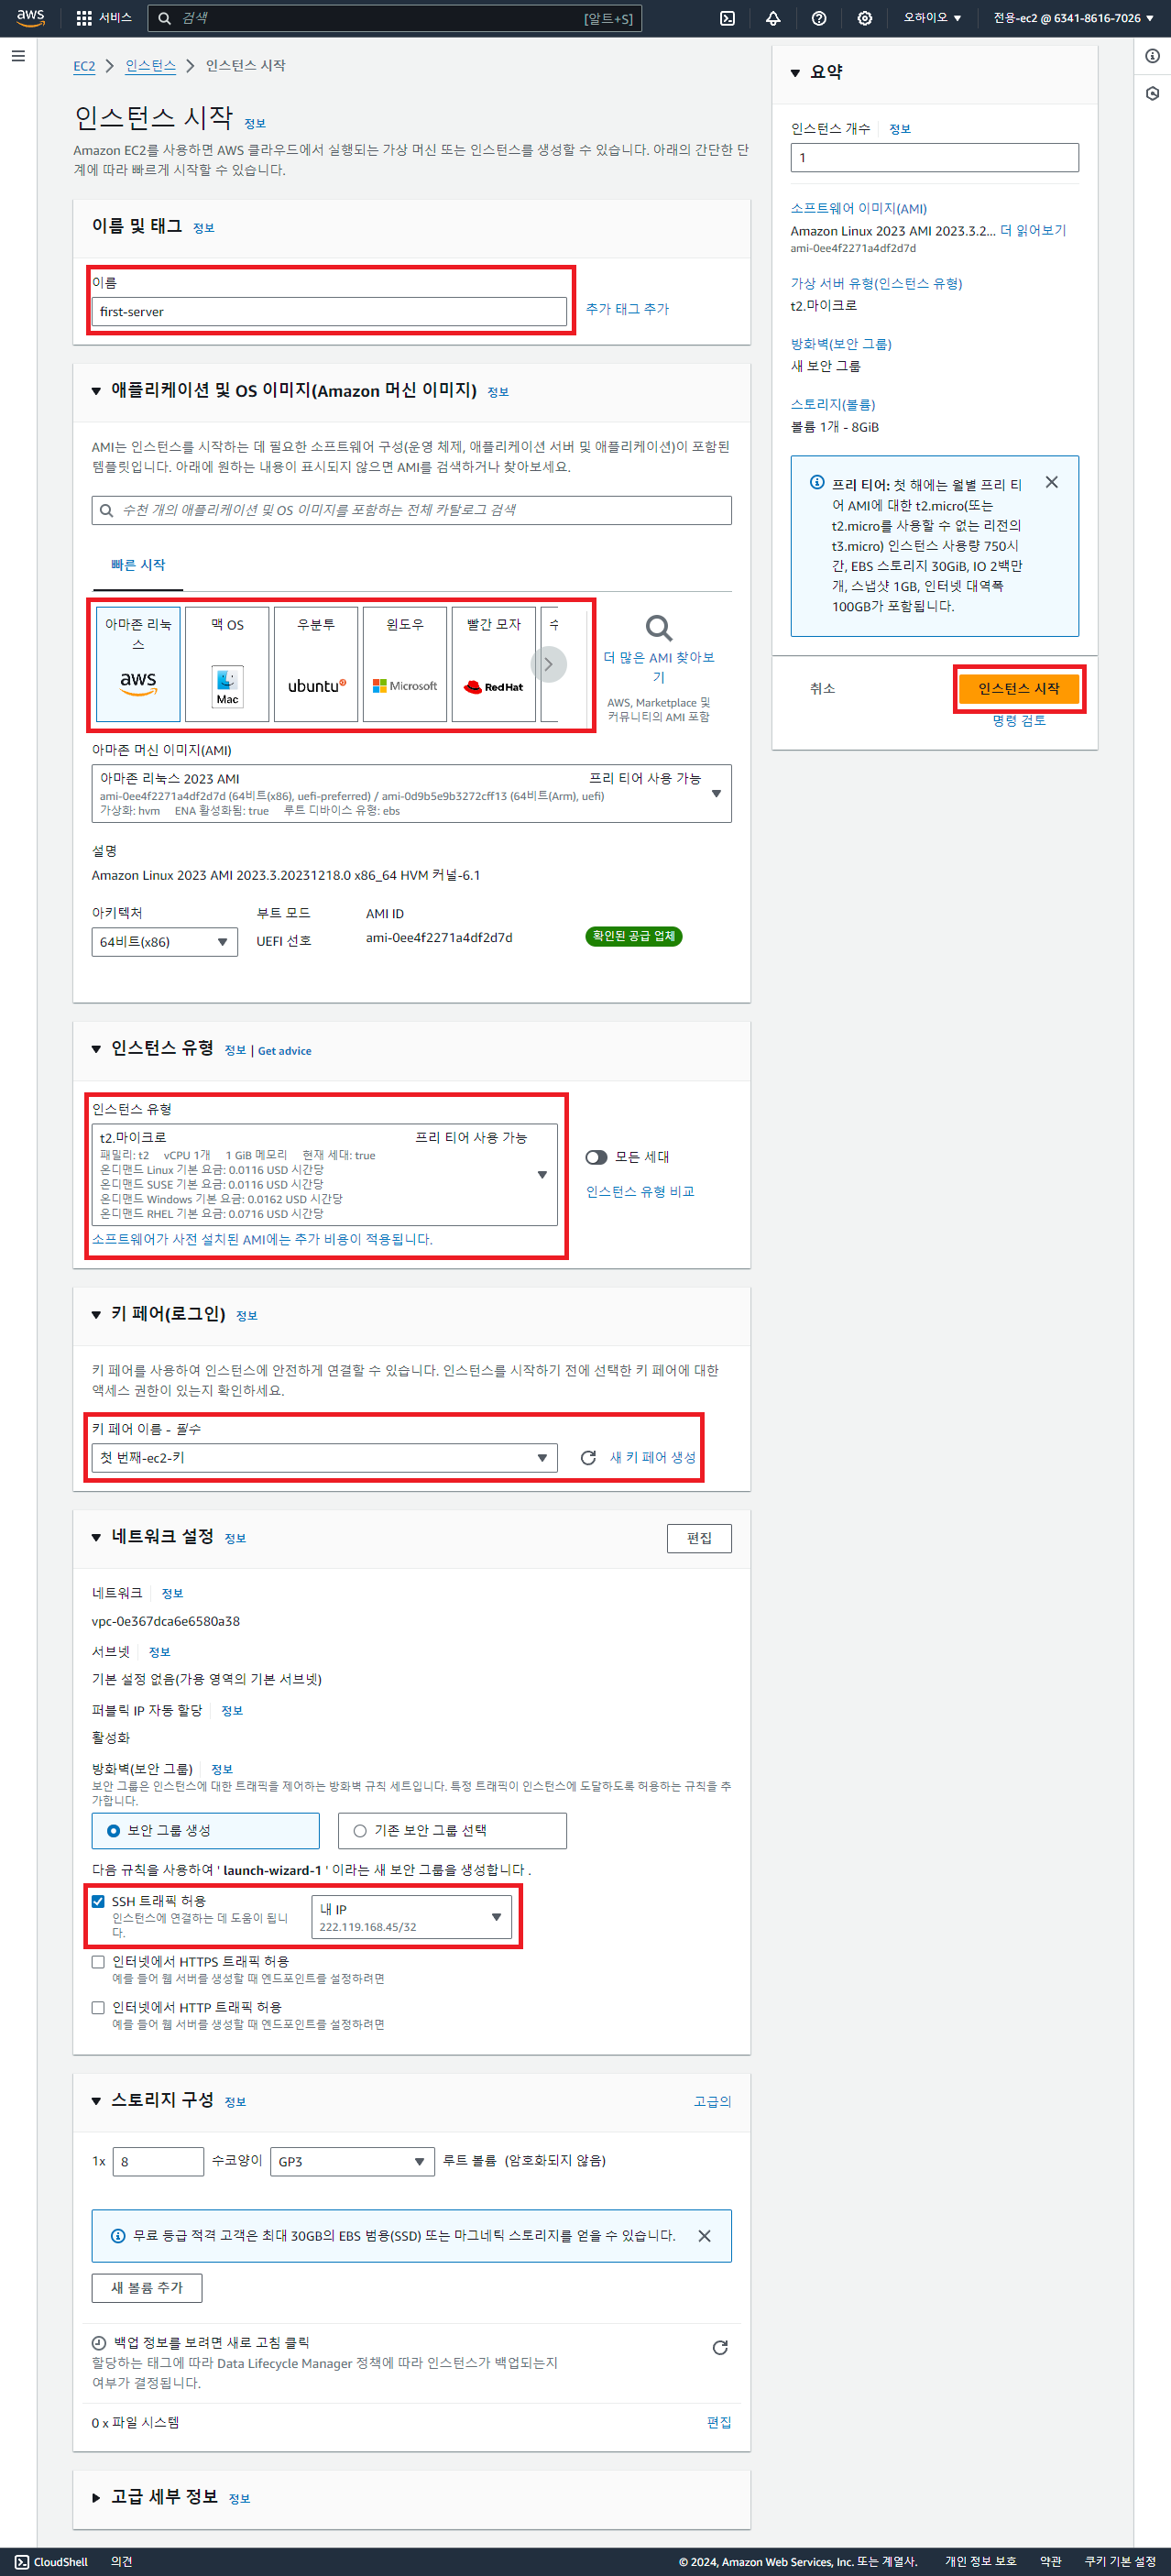 aws
서비스
검색
[알트+S]
오하이오
전용-ec2 @ 6341-8616-7026
EC2 > 인스턴스 > 인스턴스 시작
인스턴스 시작 정보
Amazon EC2를 사용하면 AWS 클라우드에서 실행되는 가상 머신 또는 인스턴스를 생성할 수 있습니다. 아래의 간단한 단
계에 따라 빠르게 시작할 수 있습니다.
이름 및 태그 정보
이름
first-server
추가 태그 추가
애플리케이션 및 OS 이미지(Amazon 머신 이미지) 정보
AMI는 인스턴스를 시작하는 데 필요한 소프트웨어 구성(운영 체제, 애플리케이션 서버 및 애플리케이션)이 포함된
템플릿입니다. 아래에 원하는 내용이 표시되지 않으면 AMI를 검색하거나 찾아보세요.
수천 개의 애플리케이션 및 OS 이미지를 포함하는 전체 카탈로그 검색
빠른 시작
아마존 리눅
스
aws
맥 OS
Mac
우분투
ubuntu
윈도우
Microsoft
빨간 모자
RedHat
수
더 많은 AMI 찾아보
기
AWS, Marketplace 및
커뮤니티의 AMI 포함
아마존 머신 이미지(AMI)
아마존 리눅스 2023 AMI 프리 티어 사용 가능
ami-0ee4f2271a4df2d7d (64비트(x86), uefi-preferred) / ami-0d9b5e9b3272cff13 (64비트(Arm), uefi)
가상화: hvm ENA 활성화됨: true 루트 디바이스 유형: ebs
설명
Amazon Linux 2023 AMI 2023.3.20231218.0 x86_64 HVM 커널-6.1
아키텍처 부트 모드 AMI ID
64비트(x86) UEFI 선호 ami-0ee4f2271a4df2d7d 확인된 공급 업체
인스턴스 유형 정보 | Get advice
인스턴스 유형
t2.마이크로 프리 티어 사용 가능
패밀리: t2 vCPU 1개 1 GiB 메모리 현재 세대: true
온디맨드 Linux 기본 요금: 0.0116 USD 시간당
온디맨드 SUSE 기본 요금: 0.0116 USD 시간당
온디맨드 Windows 기본 요금: 0.0162 USD 시간당
온디맨드 RHEL 기본 요금: 0.0716 USD 시간당
소프트웨어가 사전 설치된 AMI에는 추가 비용이 적용됩니다.
모든 세대
인스턴스 유형 비교
키 페어(로그인) 정보
키 페어를 사용하여 인스턴스에 안전하게 연결할 수 있습니다. 인스턴스를 시작하기 전에 선택한 키 페어에 대한
액세스 권한이 있는지 확인하세요.
키 페어 이름 - 필수
첫 번째-ec2-키
새 키 페어 생성
네트워크 설정 정보
편집
네트워크 정보
vpc-0e367dca6e6580a38
서브넷 정보
기본 설정 없음(가용 영역의 기본 서브넷)
퍼블릭 IP 자동 할당 정보
활성화
방화벽(보안 그룹) 정보
보안 그룹은 인스턴스에 대한 트래픽을 제어하는 방화벽 규칙 세트입니다. 특정 트래픽이 인스턴스에 도달하도록 허용하는 규칙을 추
가합니다.
보안 그룹 생성
기존 보안 그룹 선택
다음 규칙을 사용하여 ' launch-wizard-1 ' 이라는 새 보안 그룹을 생성합니다 .
SSH 트래픽 허용
인스턴스에 연결하는 데 도움이 됩니
다.
내 IP
222.119.168.45/32
인터넷에서 HTTPS 트래픽 허용
예를 들어 웹 서버를 생성할 때 엔드포인트를 설정하려면
인터넷에서 HTTP 트래픽 허용
예를 들어 웹 서버를 생성할 때 엔드포인트를 설정하려면
스토리지 구성 정보
고급의
1x 8 수코양이 GP3 루트 볼륨 (암호화되지 않음)
무료 등급 적격 고객은 최대 30GB의 EBS 범용(SSD) 또는 마그네틱 스토리지를 얻을 수 있습니다.
새 볼륨 추가
백업 정보를 보려면 새로 고침 클릭
할당하는 태그에 따라 Data Lifecycle Manager 정책에 따라 인스턴스가 백업되는지
여부가 결정됩니다.
0 x 파일 시스템
편집
고급 세부 정보 정보
요약
인스턴스 개수 정보
1
소프트웨어 이미지(AMI)
Amazon Linux 2023 AMI 2023.3.2... 더 읽어보기
ami-0ee4f2271a4df2d7d
가상 서버 유형(인스턴스 유형)
t2.마이크로
방화벽(보안 그룹)
새 보안 그룹
스토리지(볼륨)
볼륨 1개 - 8GiB
프리 티어: 첫 해에는 월별 프리 티
어 AMI에 대한 t2.micro(또는
t2.micro를 사용할 수 없는 리전의
t3.micro) 인스턴스 사용량 750시
간, EBS 스토리지 30GiB, IO 2백만
개, 스냅샷 1GB, 인터넷 대역폭
100GB가 포함됩니다.
취소
인스턴스 시작
명령 검토
CloudShell
의견
© 2024, Amazon Web Services, Inc. 또는 계열사.
개인 정보 보호
약관
쿠키 기본 설정